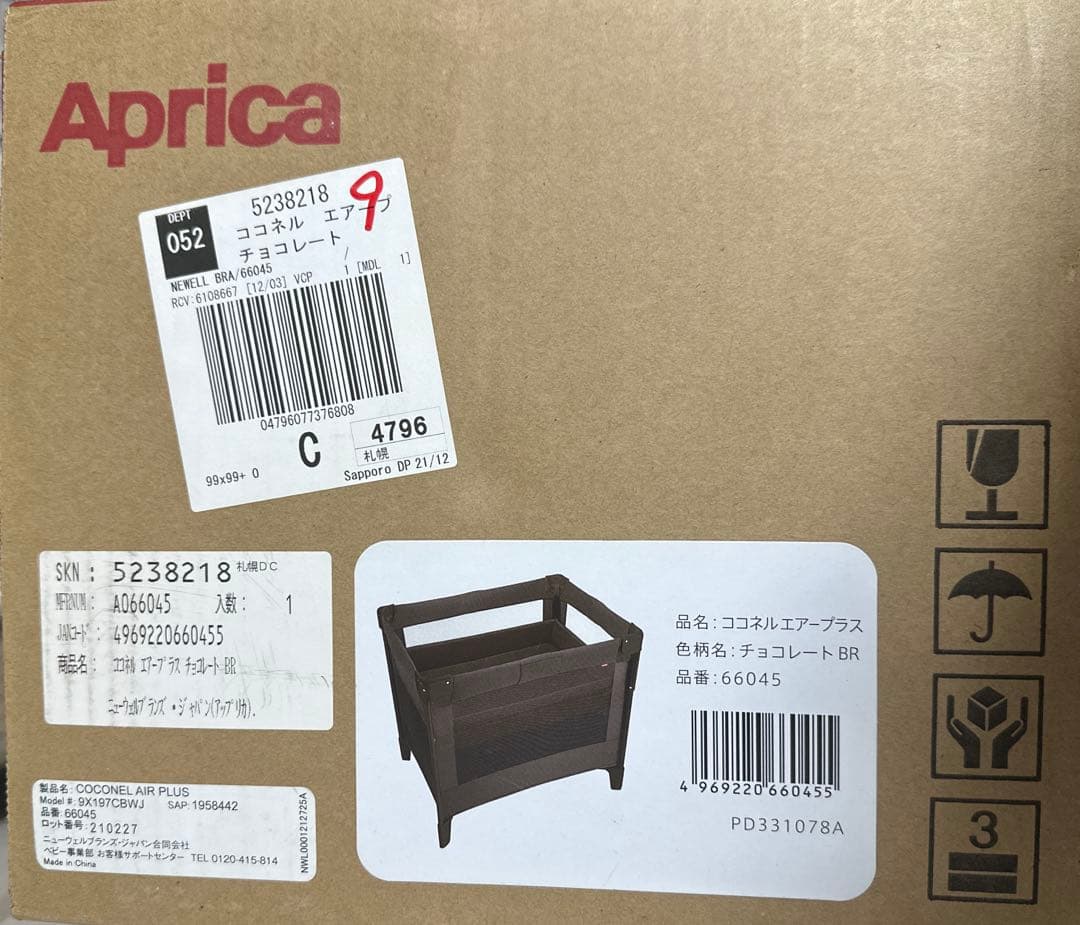 Aprica
DEPT
052
5238218
9
ココネル エアープ
チョコレート
/
NEWELL BRA/66045
RCV:6108667 [12/03] VCP 1 [MDL 1]
04796077376808
C
4796
札幌
99x99+ 0
Sapporo DP 21/12
SKN : 5238218 札幌DC
MFRNUM : A066045 入数 : 1
JANコード : 4969220660455
商品名 : ココネル エアープラス チョコレート BR
ニューウェルブランズ・ジャパン(アップリカ).
製品名: COCONEL AIR PLUS
Model #: 9X197CBWJ SAP: 1958442
品番: 66045
ロット番号: 210227
ニューウェルブランズ・ジャパン合同会社
ベビー事業部 お客様サポートセンター TEL 0120-415-814
Made in China
NWL0001212725A
品名:ココネルエアープラス
色柄名:チョコレート BR
品番:66045
4 969220 660455
PD331078A
3